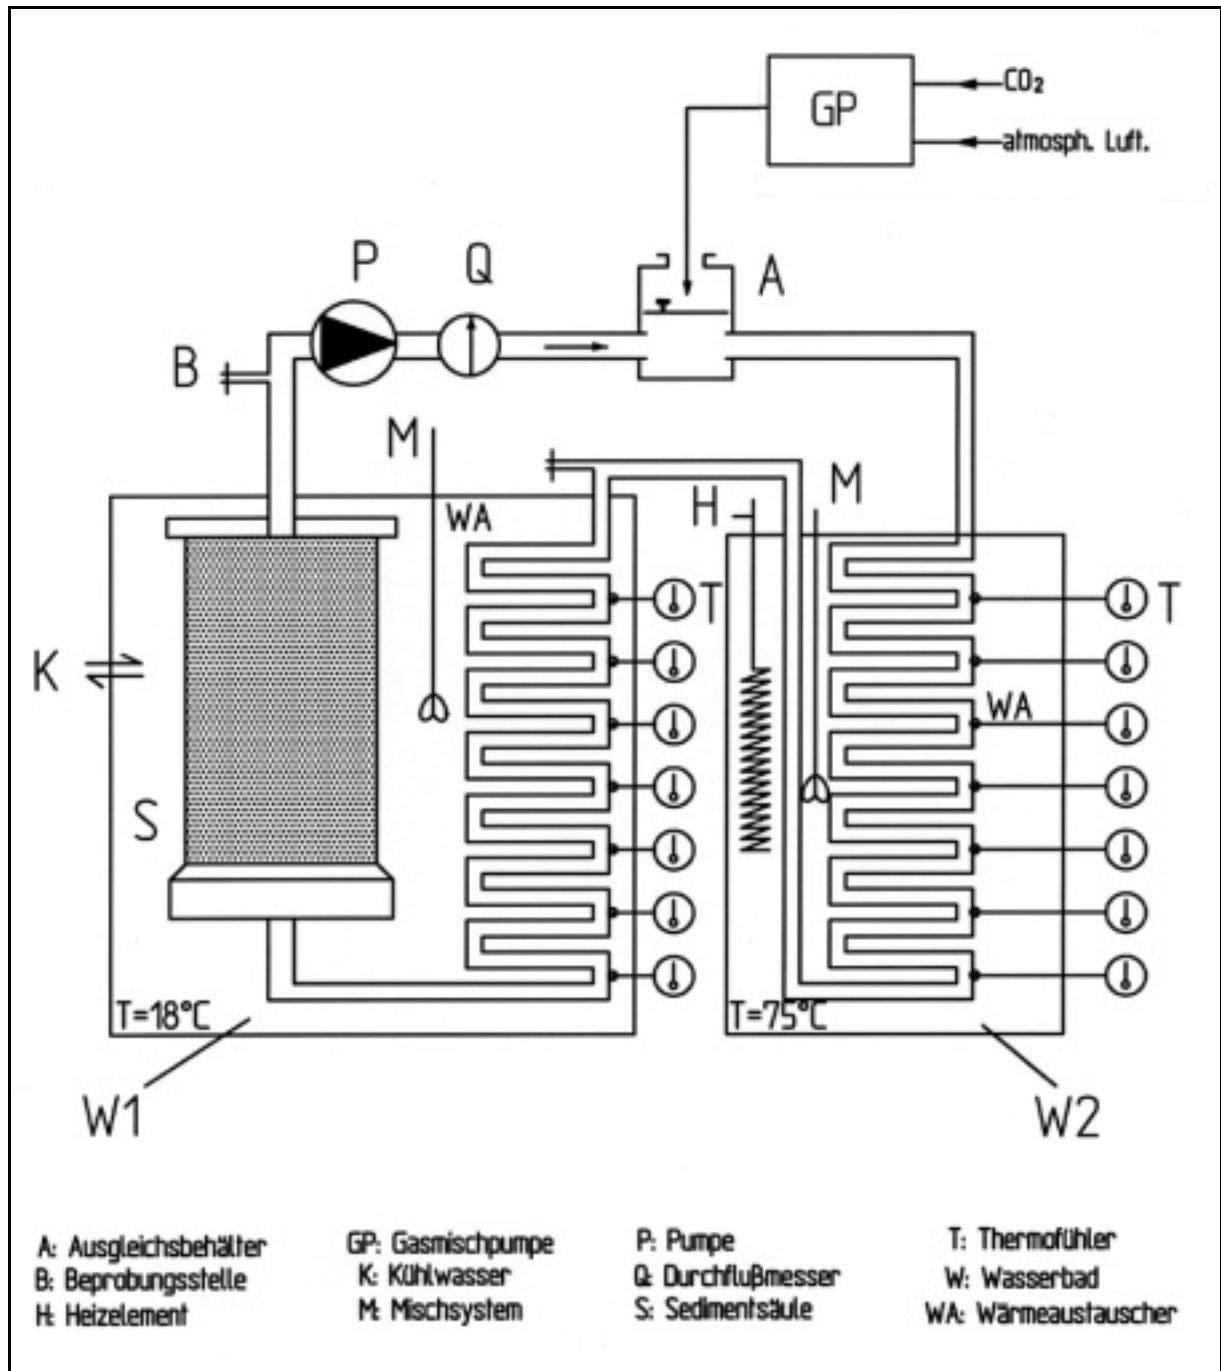 CO₂
GP
atmosph. Luft.
P
Q
A
B
M
M
WA
H
T
T
K
WA
S
T=18°C
T=75°C
W1
W2
A: Ausgleichsbehälter
B: Beprobungsstelle
H: Heizelement
GP: Gasmischpumpe
K: Kühlwasser
M: Mischsystem
P: Pumpe
Q: Durchflußmesser
S: Sedimentsäule
T: Thermofühler
W: Wasserbad
WA: Wärmeaustauscher